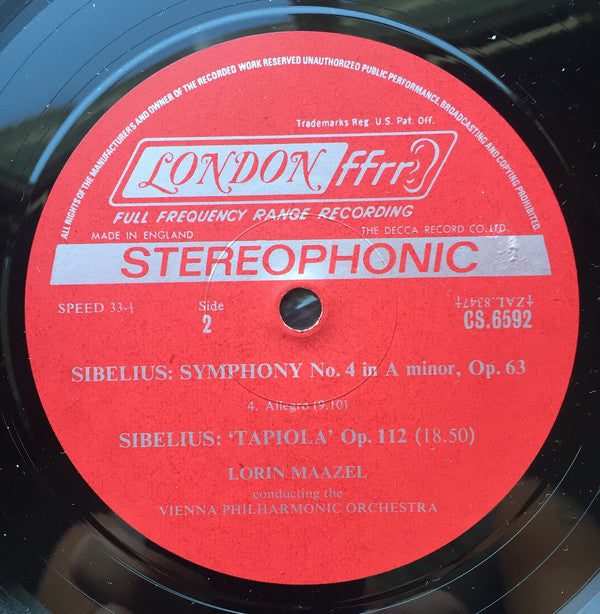 ALL RIGHTS OF THE MANUFACTURERS AND OWNER OF THE RECORDED WORK RESERVED UNAUTHORIZED PUBLIC PERFORMANCE, BROADCASTING AND COPYING PROHIBITED.
Trademarks Reg. U.S. Pat. Off.
LONDON ffrr
FULL FREQUENCY RANGE RECORDING
MADE IN ENGLAND THE DECCA RECORD CO. LTD.
STEREOPHONIC
SPEED 33-⅓ Side ‡ZAL.8347‡
2 CS.6592
SIBELIUS: SYMPHONY No. 4 in A minor, Op. 63
4. Allegro (9.10)
SIBELIUS: ‘TAPIOLA’ Op. 112 (18.50)
LORIN MAAZEL
conducting the
VIENNA PHILHARMONIC ORCHESTRA